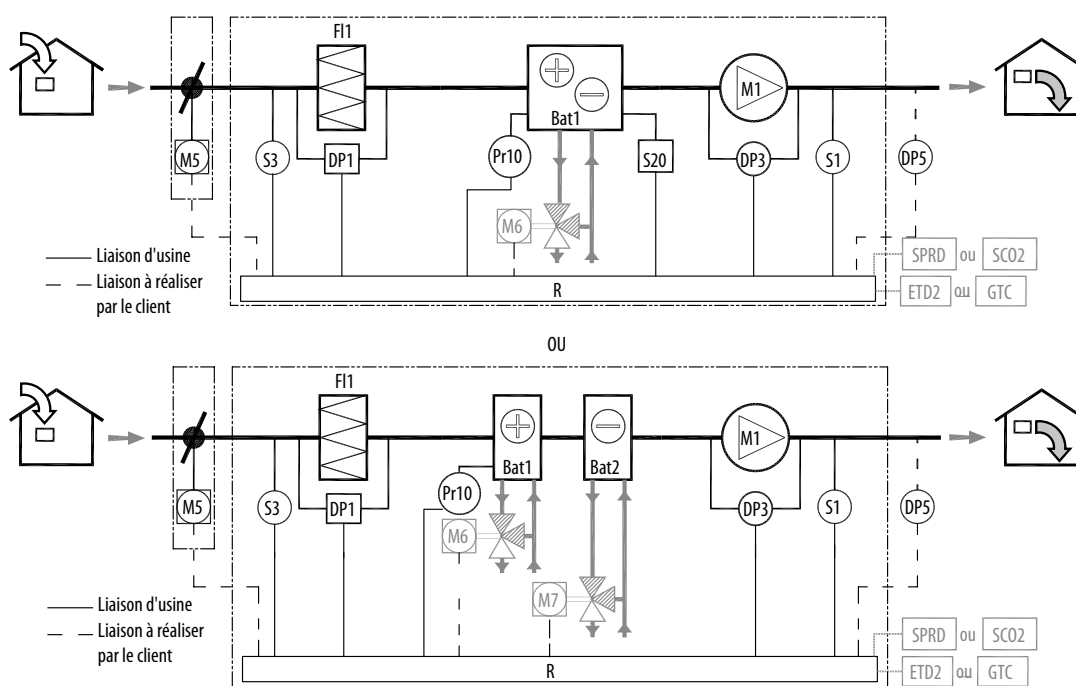 Fl1
M1
Bat1
Pr10
M5
S3
DP1
S20
DP3
S1
DP5
M6
Liaison d'usine
Liaison à réaliser
par le client
SPRD ou SCO2
R
ETD2 ou GTC
OU
Fl1
M1
Bat1
Bat2
Pr10
M5
S3
DP1
DP3
S1
DP5
M6
M7
Liaison d'usine
Liaison à réaliser
par le client
SPRD ou SCO2
R
ETD2 ou GTC